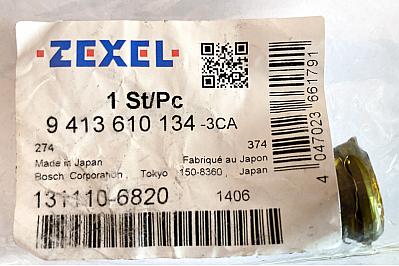 ZEXEL
1 St/Pc
9 413 610 134 -3CA
274 374
Made in Japan Fabriqué au Japon
Bosch Corporation, Tokyo 150-8360, Japan
131110-6820 1406
4 047023 661791